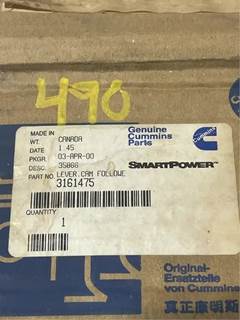 490
Genuine
Cummins
Parts
SMARTPOWER
MADE IN CANADA
WT. 1.45
DATE 03-APR-00
PKGR. 35866
DESC. LEVER,CAM FOLLOWE
PART NO. 3161475
QUANTITY
1
Original-
Ersatzteile
von Cummins
真正康明斯